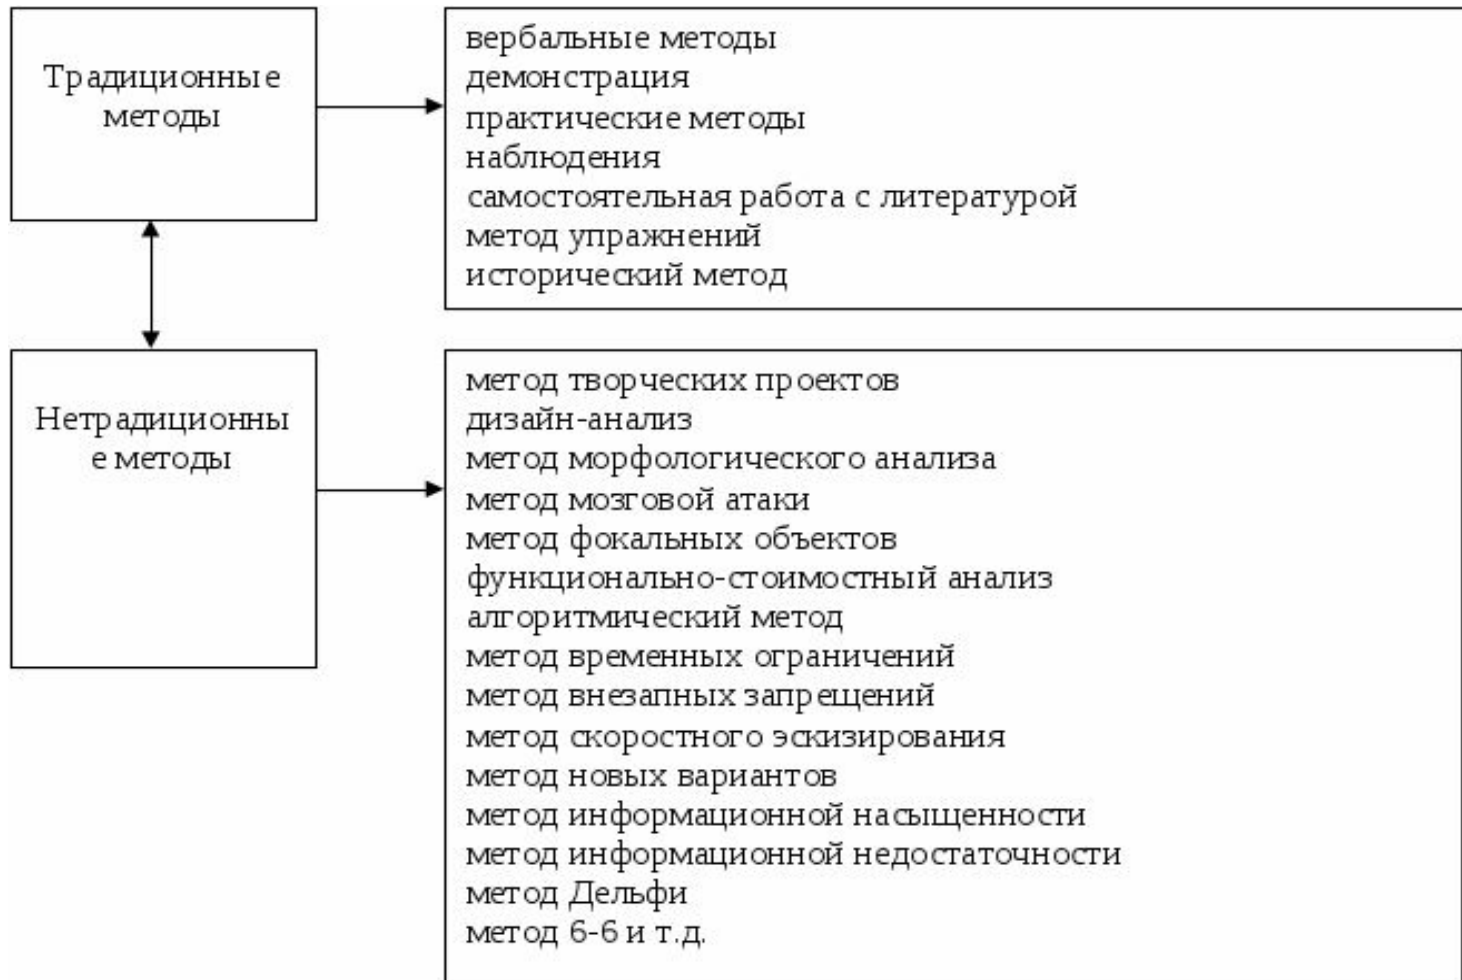 Традиционные
методы
вербальные методы
демонстрация
практические методы
наблюдения
самостоятельная работа с литературой
метод упражнений
исторический метод
Нетрадиционны
е методы
метод творческих проектов
дизайн-анализ
метод морфологического анализа
метод мозговой атаки
метод фокальных объектов
функционально-стоимостный анализ
алгоритмический метод
метод временных ограничений
метод внезапных запрещений
метод скоростного эскизирования
метод новых вариантов
метод информационной насыщенности
метод информационной недостаточности
метод Дельфи
метод 6-6 и т.д.